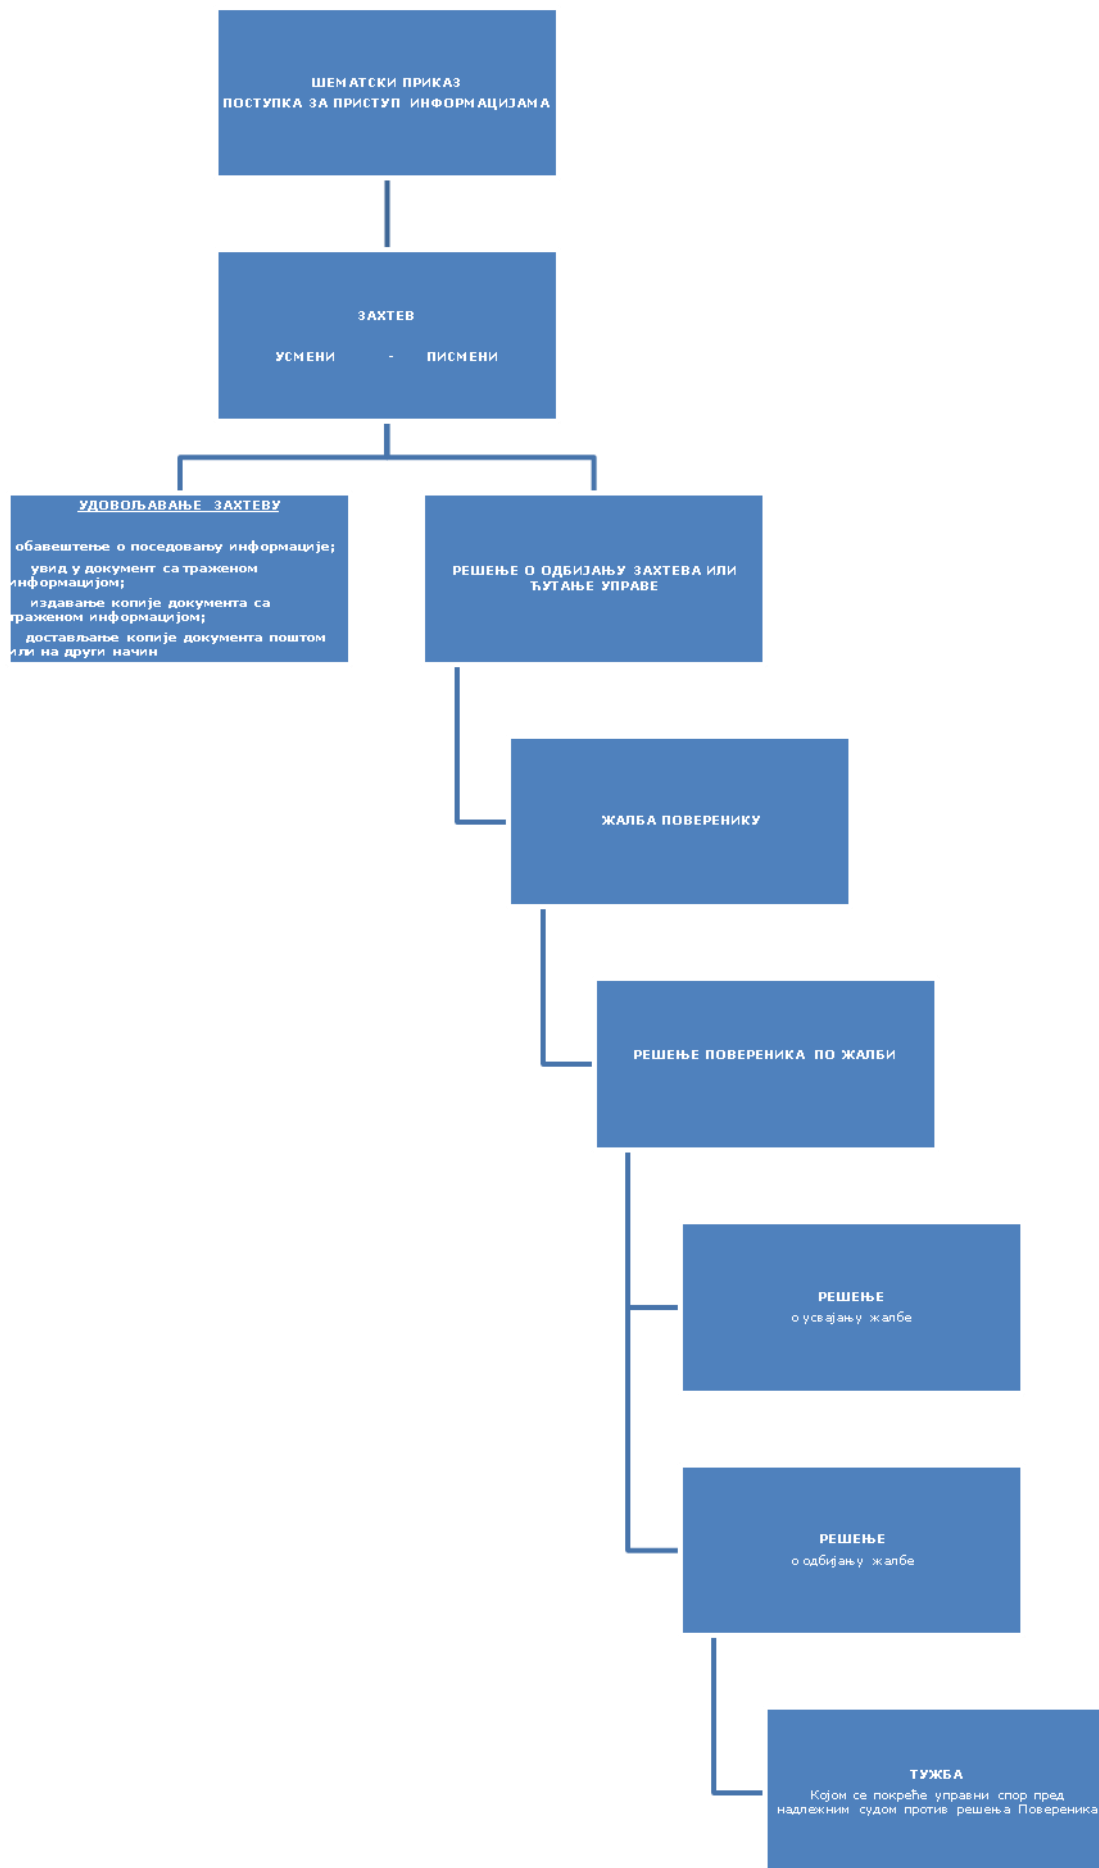 ШЕМАТСКИ ПРИКАЗ
ПОСТУПКА ЗА ПРИСТУП ИНФОРМАЦИЈАМА
ЗАХТЕВ
УСМЕНИ - ПИСМЕНИ
УДОВОЉАВАЊЕ ЗАХТЕВУ
обавештење о поседовању информације;
увид у документ са траженом
информацијом;
издавање копије документа са
траженом информацијом;
достављање копије документа поштом
или на други начин
РЕШЕЊЕ О ОДБИЈАЊУ ЗАХТЕВА ИЛИ
ЋУТАЊЕ УПРАВЕ
ЖАЛБА ПОВЕРЕНИКУ
РЕШЕЊЕ ПОВЕРЕНИКА ПО ЖАЛБИ
РЕШЕЊЕ
о усвајању жалбе
РЕШЕЊЕ
о одбијању жалбе
ТУЖБА
Којом се покреће управни спор пред
надлежним судом против решења Повереника